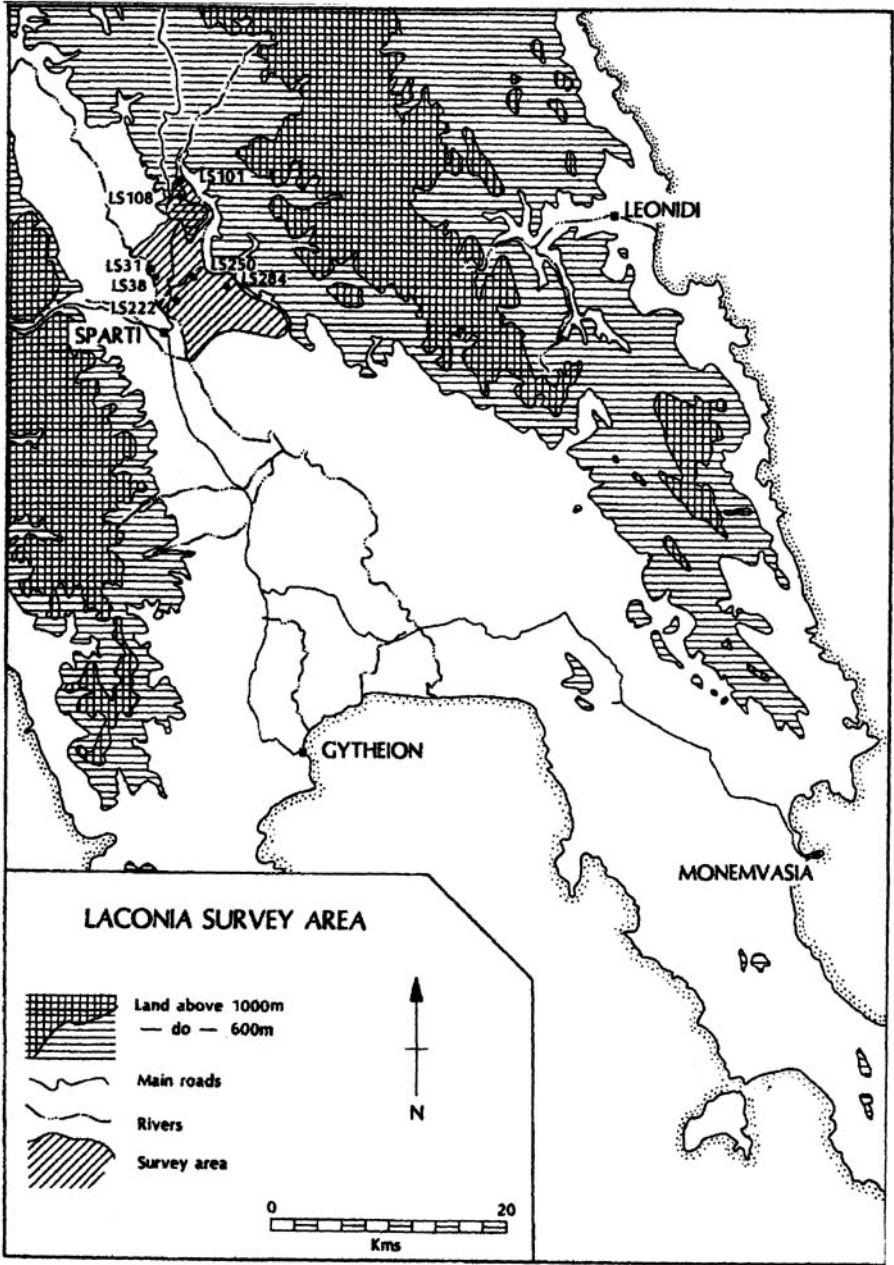 LS101
LS108
LEONIDI
LS31
LS250
LS38
LS284
LS222
SPARTI
GYTHEION
MONEMVASIA
LACONIA SURVEY AREA
Land above 1000m
— do — 600m
Main roads
Rivers
Survey area
N
0 20
Kms